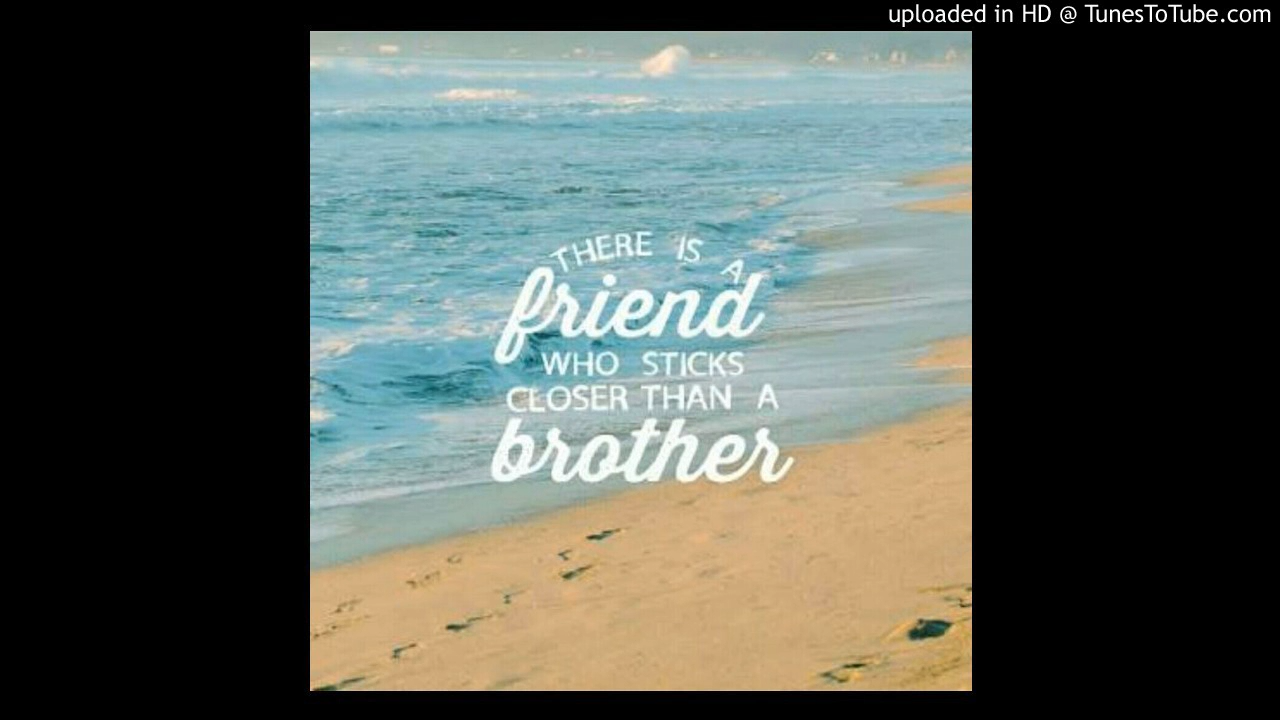 uploaded in HD @ TunesToTube.com
THERE IS A
friend
WHO STICKS
CLOSER THAN A
brother